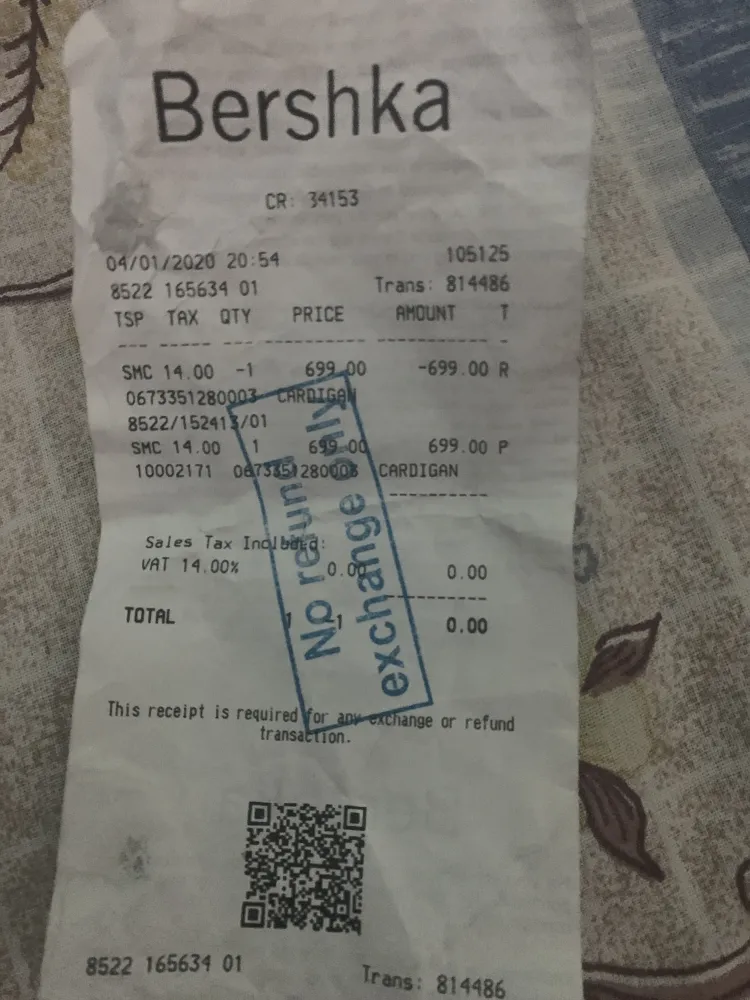 Bershka
CR: 34153
04/01/2020 20:54 105125
8522 165634 01 Trans: 814486
TSP TAX QTY PRICE AMOUNT T
--- ----- --- ----- ------ -
SMC 14.00 -1 699.00 -699.00 R
0673351280003 CARDIGAN
8522/152413/01
SMC 14.00 1 699.00 699.00 P
10002171 0673351280003 CARDIGAN
Sales Tax Included:
VAT 14.00% 0.00 0.00
TOTAL 1 -1 0.00
No refund
exchange only
This receipt is required for any exchange or refund
transaction.
8522 165634 01 Trans: 814486